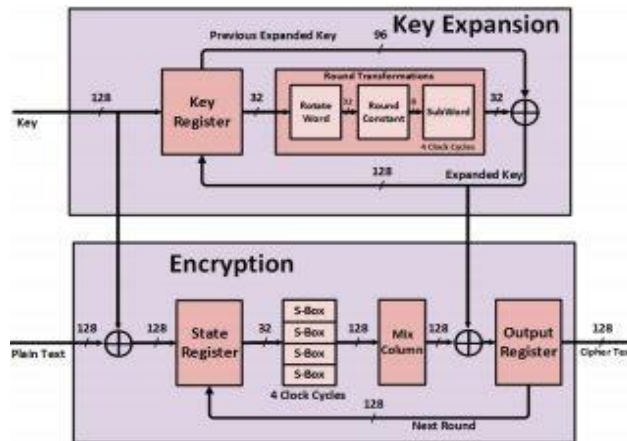 Key Expansion
Previous Expanded Key
96
Round Transformations
128
Key
Key
Register
32
Rotate
Word
32
Round
Constant
8
SubWord
32
4 Clock Cycles
128
Expanded Key
Encryption
128
Plain Text
128
State
Register
32
S-Box
S-Box
S-Box
S-Box
4 Clock Cycles
128
Mix
Column
128
Output
Register
128
Cipher Tex
128
Next Round